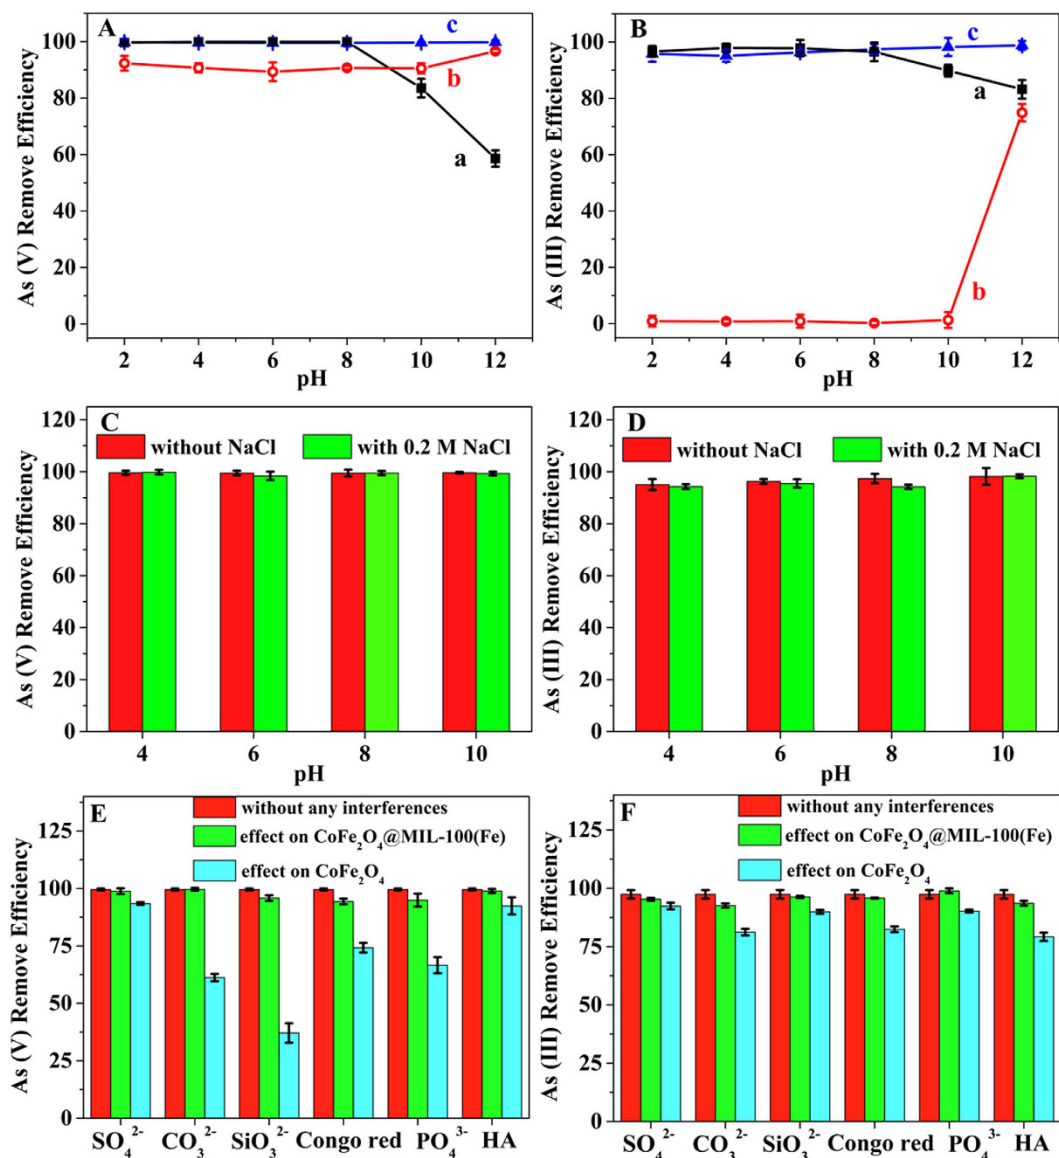 A
As (V) Remove Efficiency
100
80
60
40
20
0
c
b
a
2 4 6 8 10 12
pH
B
As (III) Remove Efficiency
100
80
60
40
20
0
c
a
b
2 4 6 8 10 12
pH
C
As (V) Remove Efficiency
120
100
80
60
40
20
0
without NaCl with 0.2 M NaCl
4 6 8 10
pH
D
As (III) Remove Efficiency
120
100
80
60
40
20
0
without NaCl with 0.2 M NaCl
4 6 8 10
pH
E
As (V) Remove Efficiency
125
100
75
50
25
0
without any interferences
effect on CoFe₂O₄@MIL-100(Fe)
effect on CoFe₂O₄
SO₄²⁻ CO₃²⁻ SiO₃²⁻ Congo red PO₄³⁻ HA
F
As (III) Remove Efficiency
125
100
75
50
25
0
without any interferences
effect on CoFe₂O₄@MIL-100(Fe)
effect on CoFe₂O₄
SO₄²⁻ CO₃²⁻ SiO₃²⁻ Congo red PO₄³⁻ HA